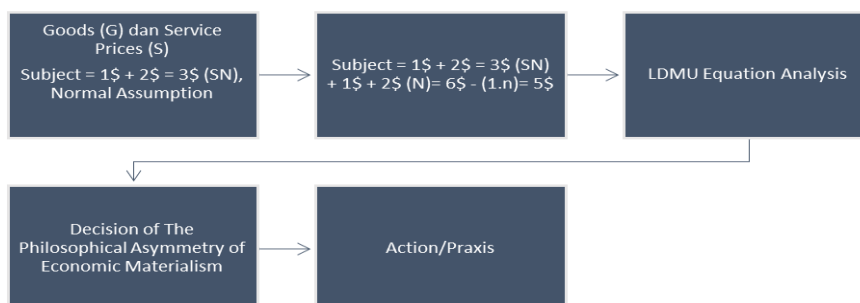 Goods (G) dan Service
Prices (S)
Subject = 1$ + 2$ = 3$ (SN),
Normal Assumption
Subject = 1$ + 2$ = 3$ (SN)
+ 1$ + 2$ (N)= 6$ - (1.n)= 5$
LDMU Equation Analysis
Decision of The
Philosophical Asymmetry of
Economic Materialism
Action/Praxis